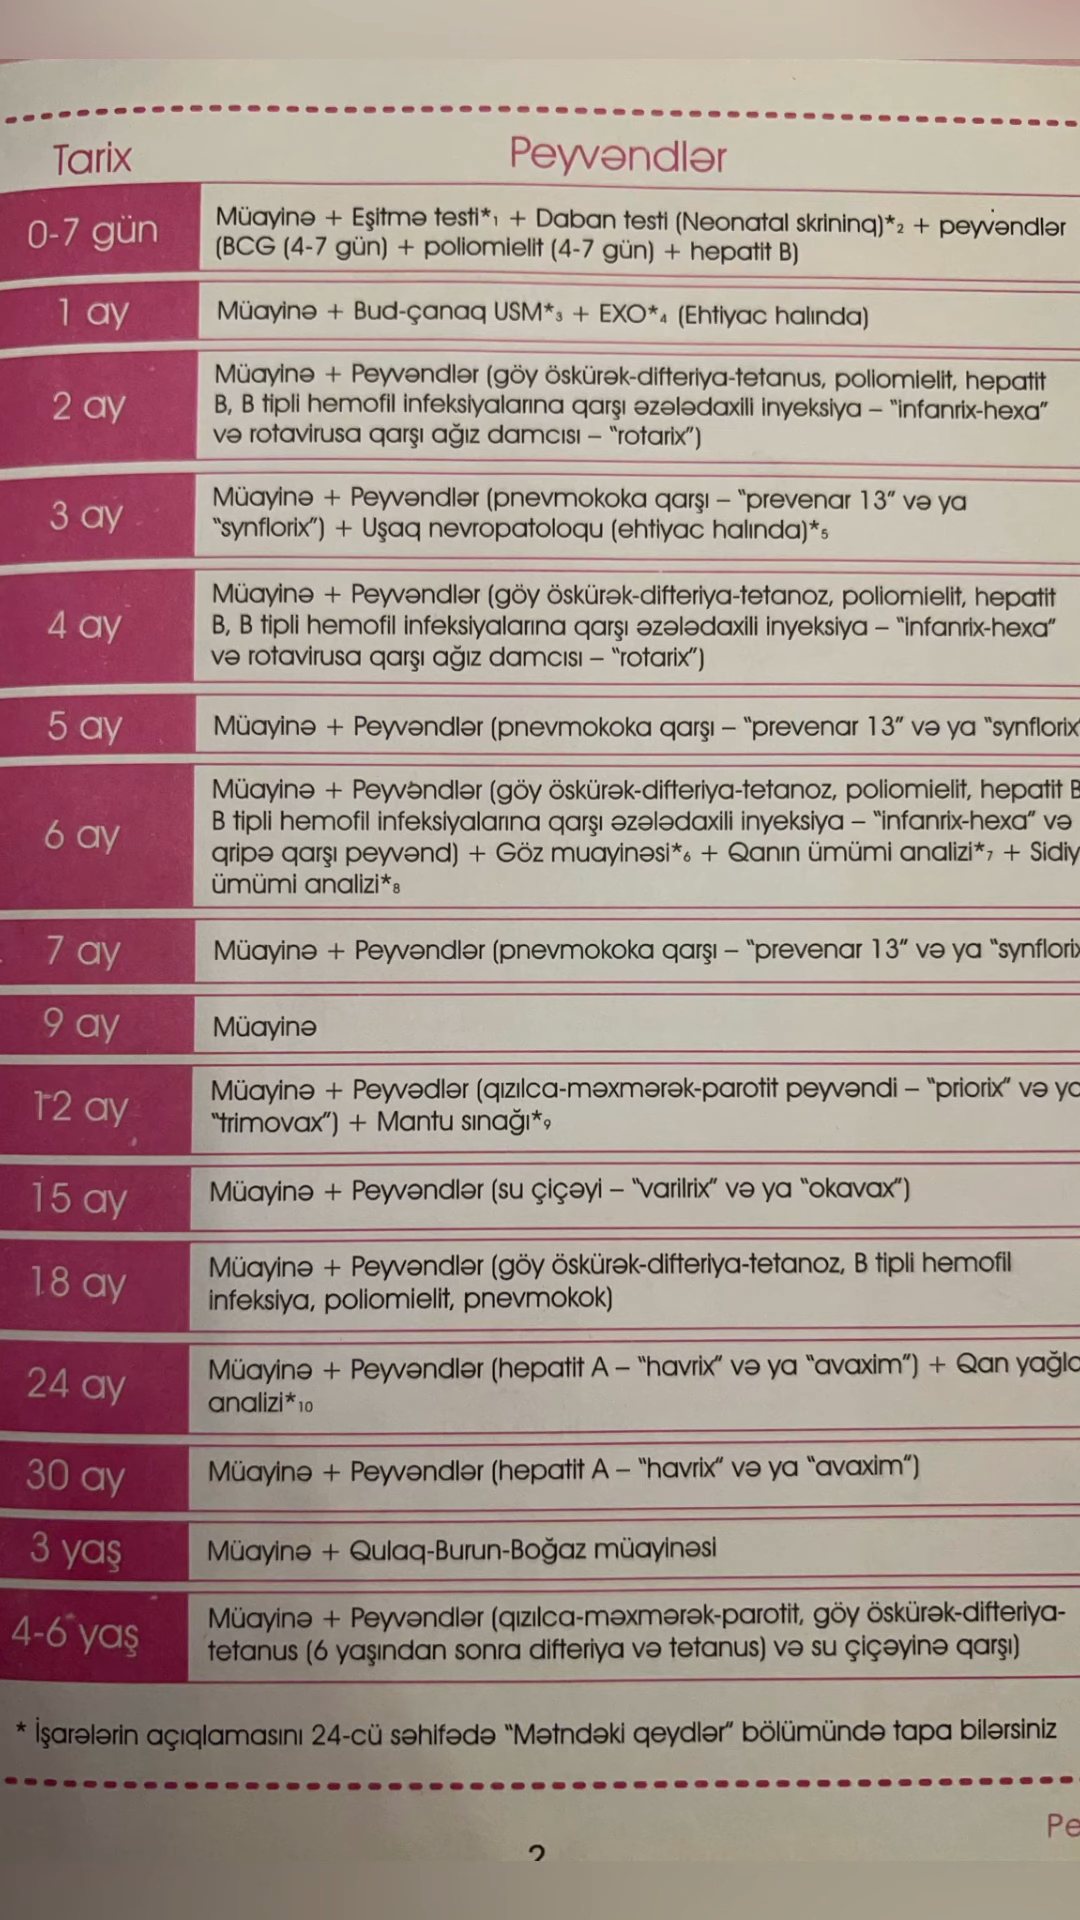 Tarix
Peyvəndlər
0-7 gün
Müayinə + Eşitmə testi*₁ + Daban testi (Neonatal skrininq)*₂ + peyvəndlər
(BCG (4-7 gün) + poliomielit (4-7 gün) + hepatit B)
1 ay
Müayinə + Bud-çanaq USM*₃ + EXO*₄ (Ehtiyac halında)
2 ay
Müayinə + Peyvəndlər (göy öskürək-difteriya-tetanus, poliomielit, hepatit
B, B tipli hemofil infeksiyalarına qarşı əzələdaxili inyeksiya – “infanrix-hexa”
və rotavirusa qarşı ağız damcısı – “rotarix”)
3 ay
Müayinə + Peyvəndlər (pnevmokoka qarşı – “prevenar 13” və ya
“synflorix”) + Uşaq nevropatoloqu (ehtiyac halında)*₅
4 ay
Müayinə + Peyvəndlər (göy öskürək-difteriya-tetanoz, poliomielit, hepatit
B, B tipli hemofil infeksiyalarına qarşı əzələdaxili inyeksiya – “infanrix-hexa”
və rotavirusa qarşı ağız damcısı – “rotarix”)
5 ay
Müayinə + Peyvəndlər (pnevmokoka qarşı – “prevenar 13” və ya “synflorix”
6 ay
Müayinə + Peyvəndlər (göy öskürək-difteriya-tetanoz, poliomielit, hepatit B
B tipli hemofil infeksiyalarına qarşı əzələdaxili inyeksiya – “infanrix-hexa” və
qripə qarşı peyvənd) + Göz muayinəsi*₆ + Qanın ümümi analizi*₇ +
ümümi analizi*₈
7 ay
Müayinə + Peyvəndlər (pnevmokoka qarşı – “prevenar 13” və ya “synflorix
9 ay
Müayinə
12 ay
Müayinə + Peyvədlər (qızılca-məxmərək-parotit peyvəndi – “priorix” və
“trimovax”) + Mantu sınağı*₉
15 ay
Müayinə + Peyvəndlər (su çiçəyi – “varilrix” və ya “okavax”)
18 ay
Müayinə + Peyvəndlər (göy öskürək-difteriya-tetanoz, B tipli hemofil
infeksiya, poliomielit, pnevmokok)
24 ay
Müayinə + Peyvəndlər (hepatit A – “havrix” və ya “avaxim”) + Qan
analizi*₁₀
30 ay
Müayinə + Peyvəndlər (hepatit A – “havrix” və ya “avaxim”)
3 yaş
Müayinə + Qulaq-Burun-Boğaz müayinəsi
4-6 yaş
Müayinə + Peyvəndlər (qızılca-məxmərək-parotit, göy öskürək-difteriya-
tetanus (6 yaşından sonra difteriya və tetanus) və su çiçəyinə qarşı)
* İşarələrin açıqlamasını 24-cü səhifədə “Mətndəki qeydlər” bölümündə tapa bilərsiniz
2